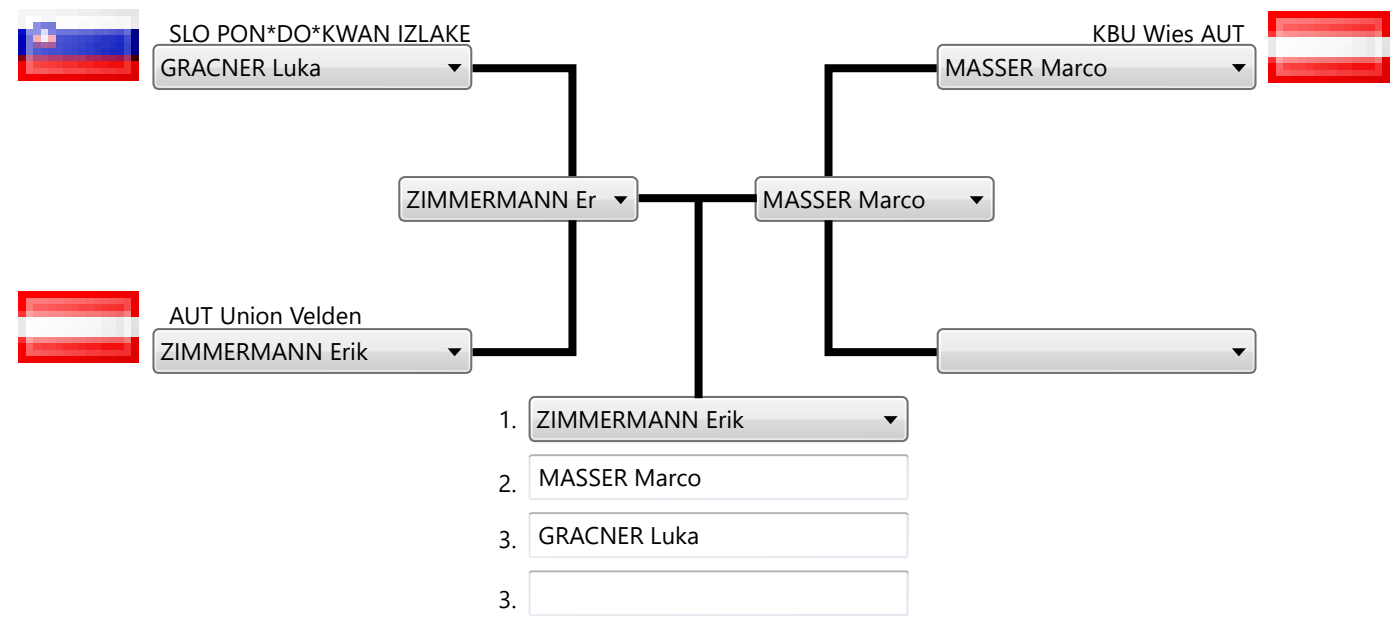 SLO PON*DO*KWAN IZLAKE
KBU Wies AUT
GRACNER Luka
MASSER Marco
ZIMMERMANN Er
MASSER Marco
AUT Union Velden
ZIMMERMANN Erik
1. ZIMMERMANN Erik
2. MASSER Marco
3. GRACNER Luka
3.